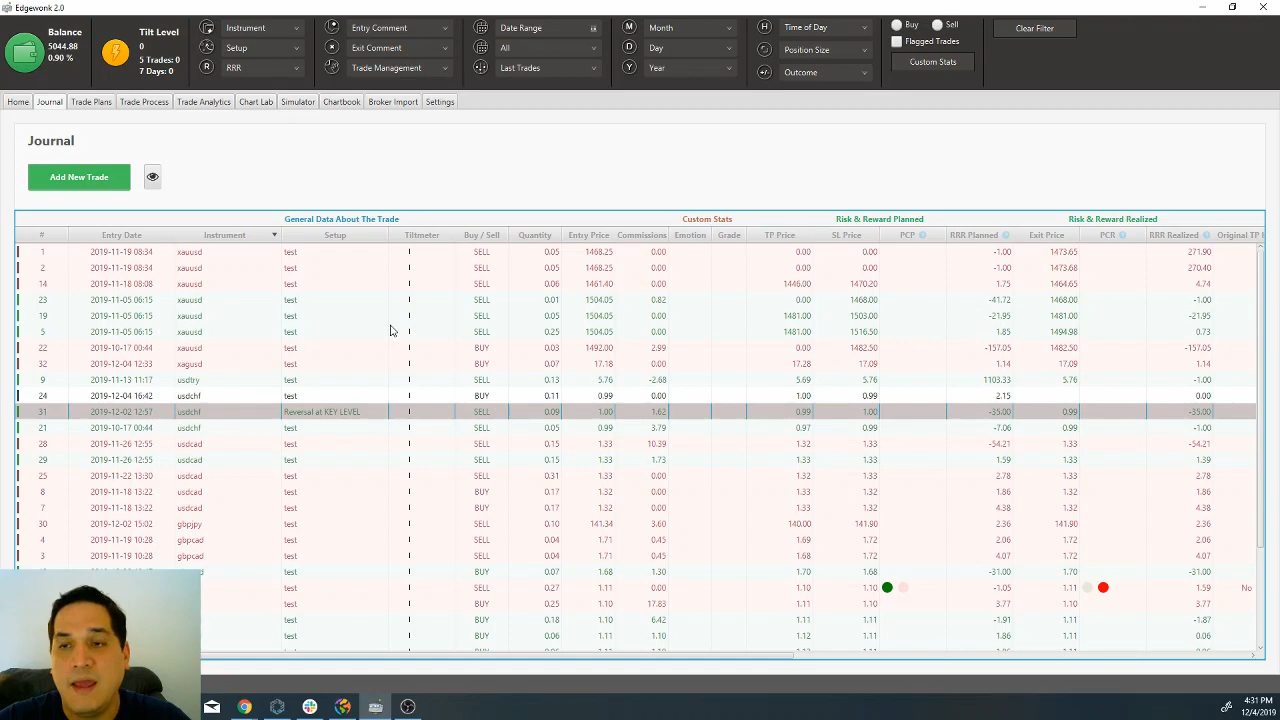 Edgewonk 2.0
Balance
5044.88
0.90 %
Tilt Level
0
5 Trades: 0
7 Days: 0
Instrument
Setup
R RRR
Entry Comment
Exit Comment
Trade Management
Date Range
All
Last Trades
M Month
D Day
Y Year
H Time of Day
Position Size
+/- Outcome
Buy Sell
Flagged Trades
Custom Stats
Clear Filter
Home Journal Trade Plans Trade Process Trade Analytics Chart Lab Simulator Chartbook Broker Import Settings
Journal
Add New Trade
General Data About The Trade Custom Stats Risk & Reward Planned Risk & Reward Realized
# Entry Date Instrument Setup Tiltmeter Buy / Sell Quantity Entry Price Commissions Emotion Grade TP Price SL Price PCP RRR Planned Exit Price PCR RRR Realized Original TP
1 2019-11-19 08:34 xauusd test SELL 0.05 1468.25 0.00 0.00 0.00 -1.00 1473.65 271.90
2 2019-11-19 08:34 xauusd test SELL 0.05 1468.25 0.00 0.00 0.00 -1.00 1473.68 270.40
14 2019-11-18 08:08 xauusd test SELL 0.06 1461.40 0.00 1446.00 1470.20 1.75 1464.65 4.74
23 2019-11-05 06:15 xauusd test SELL 0.01 1504.05 0.82 0.00 1468.00 -41.72 1468.00 -1.00
19 2019-11-05 06:15 xauusd test SELL 0.05 1504.05 0.00 1481.00 1503.00 -21.95 1481.00 -21.95
5 2019-11-05 06:15 xauusd test SELL 0.25 1504.05 0.00 1481.00 1516.50 1.85 1494.98 0.73
22 2019-10-17 00:44 xauusd test BUY 0.03 1492.00 2.99 0.00 1482.50 -157.05 1482.50 -157.05
32 2019-12-04 12:33 xagusd test BUY 0.07 17.18 0.00 17.28 17.09 1.14 17.09 1.14
9 2019-11-13 11:17 usdtry test SELL 0.13 5.76 -2.68 5.69 5.76 1103.33 5.76 -1.00
24 2019-12-04 16:42 usdchf test BUY 0.11 0.99 0.00 1.00 0.99 2.15 0.00
31 2019-12-02 12:57 usdchf Reversal at KEY LEVEL SELL 0.09 1.00 1.62 0.99 1.00 -35.00 0.99 -35.00
21 2019-10-17 00:44 usdchf test SELL 0.05 0.99 3.79 0.97 0.99 -7.06 0.99 -1.00
28 2019-11-26 12:55 usdcad test SELL 0.15 1.33 10.39 1.32 1.33 -54.21 1.33 -54.21
29 2019-11-26 12:55 usdcad test SELL 0.15 1.33 1.73 1.32 1.33 1.59 1.33 1.39
25 2019-11-22 13:30 usdcad test SELL 0.31 1.33 0.00 1.32 1.33 2.78 1.33 2.78
8 2019-11-18 13:22 usdcad test BUY 0.17 1.32 0.00 1.33 1.32 1.86 1.32 1.86
7 2019-11-18 13:22 usdcad test BUY 0.17 1.32 0.00 1.33 1.32 4.38 1.32 4.38
30 2019-12-02 15:02 gbpjpy test SELL 0.10 141.34 3.60 140.00 141.90 2.36 141.90 2.36
4 2019-11-19 10:28 gbpcad test SELL 0.04 1.71 0.45 1.69 1.72 2.06 1.72 2.06
3 2019-11-19 10:28 gbpcad test SELL 0.04 1.71 0.45 1.68 1.72 4.07 1.72 4.07
test BUY 0.07 1.68 1.30 1.70 1.68 -31.00 1.70 -31.00
test SELL 0.27 1.11 0.00 1.10 1.10 -1.05 1.11 1.59 No
test BUY 0.25 1.10 17.83 1.11 1.10 3.77 1.10 3.77
test BUY 0.18 1.10 6.42 1.11 1.11 -1.91 1.11 -1.87
test BUY 0.06 1.11 1.10 1.12 1.11 1.86 1.11 0.06
4:31 PM
12/4/2019